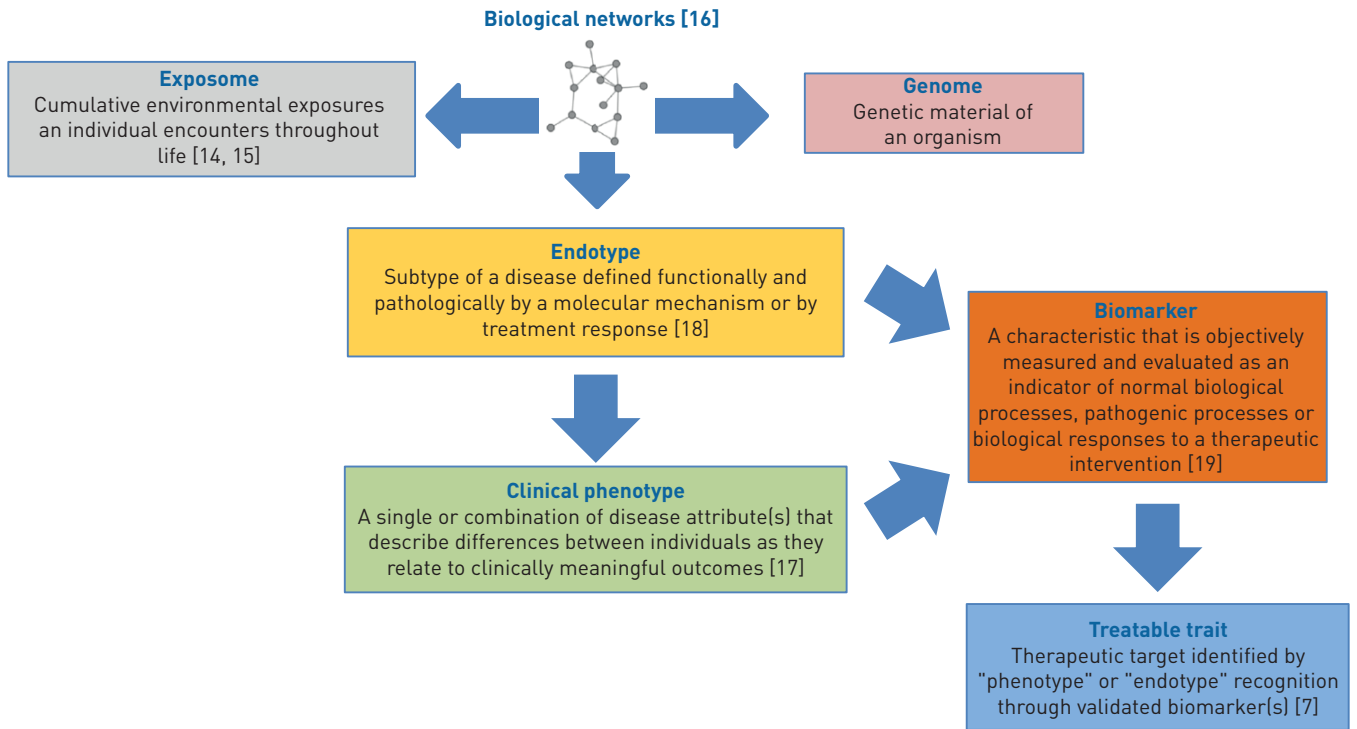 Biological networks [16]
Exposome
Cumulative environmental exposures
an individual encounters throughout
life [14, 15]
Genome
Genetic material of
an organism
Endotype
Subtype of a disease defined functionally and
pathologically by a molecular mechanism or by
treatment response [18]
Biomarker
A characteristic that is objectively
measured and evaluated as an
indicator of normal biological
processes, pathogenic processes or
biological responses to a therapeutic
intervention [19]
Clinical phenotype
A single or combination of disease attribute(s) that
describe differences between individuals as they
relate to clinically meaningful outcomes [17]
Treatable trait
Therapeutic target identified by
"phenotype" or "endotype" recognition
through validated biomarker(s) [7]